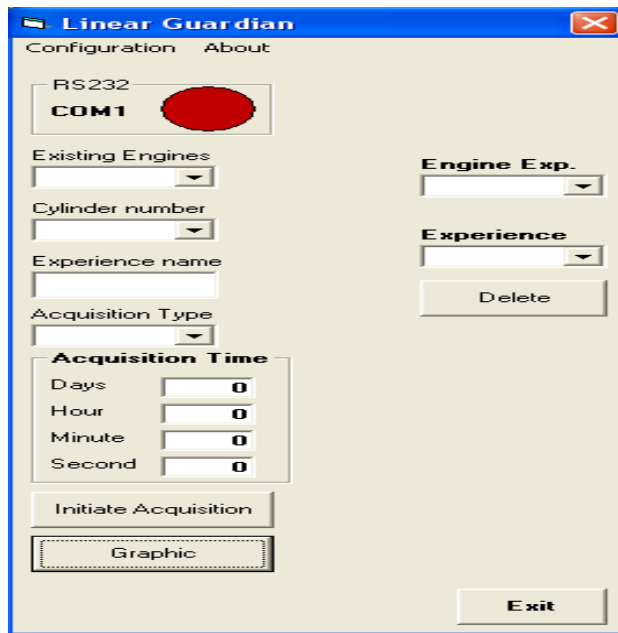 Linear Guardian
Configuration About
RS232
COM1
Existing Engines
Engine Exp.
Cylinder number
Experience
Experience name
Delete
Acquisition Type
Acquisition Time
Days 0
Hour 0
Minute 0
Second 0
Initiate Acquisition
Graphic
Exit